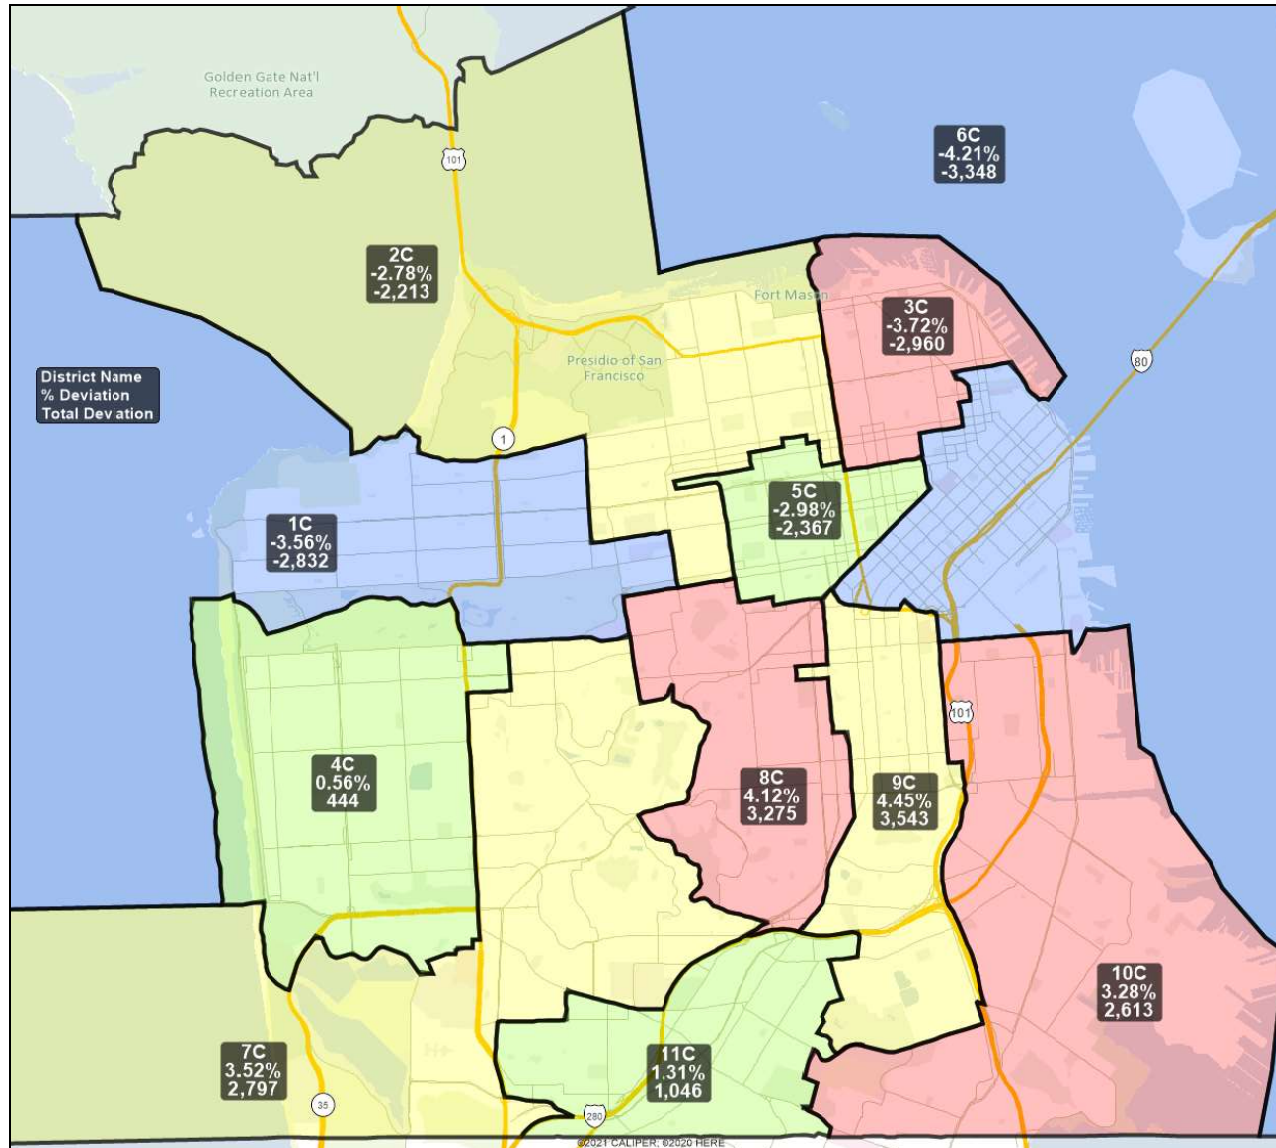 Golden Gate Nat'l
Recreation Area
101
6C
-4.21%
-3,348
2C
-2.78%
-2,213
Fort Mason
3C
-3.72%
-2,960
Presidio of San
Francisco
80
District Name
% Deviation
Total Deviation
1
5C
-2.98%
-2,367
1C
-3.56%
-2,832
101
4C
0.56%
444
8C
4.12%
3,275
9C
4.45%
3,543
10C
3.28%
2,613
7C
3.52%
2,797
11C
1.31%
1,046
35
280
©2021 CALIPER; ©2020 HERE